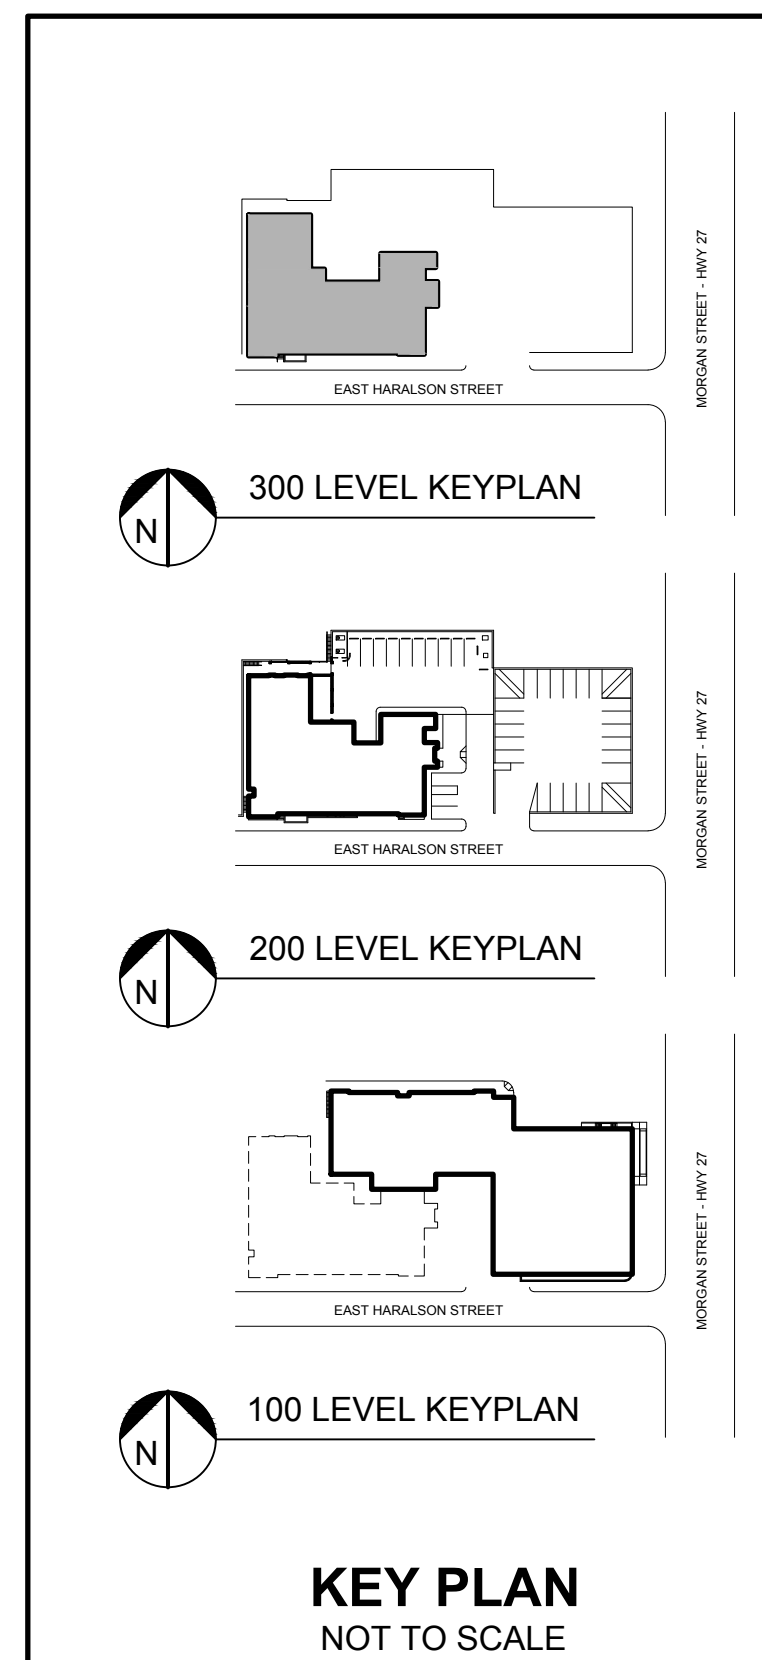 MORGAN STREET - HWY 27
EAST HARALSON STREET
N
300 LEVEL KEYPLAN
MORGAN STREET - HWY 27
EAST HARALSON STREET
N
200 LEVEL KEYPLAN
MORGAN STREET - HWY 27
EAST HARALSON STREET
N
100 LEVEL KEYPLAN
KEY PLAN
NOT TO SCALE